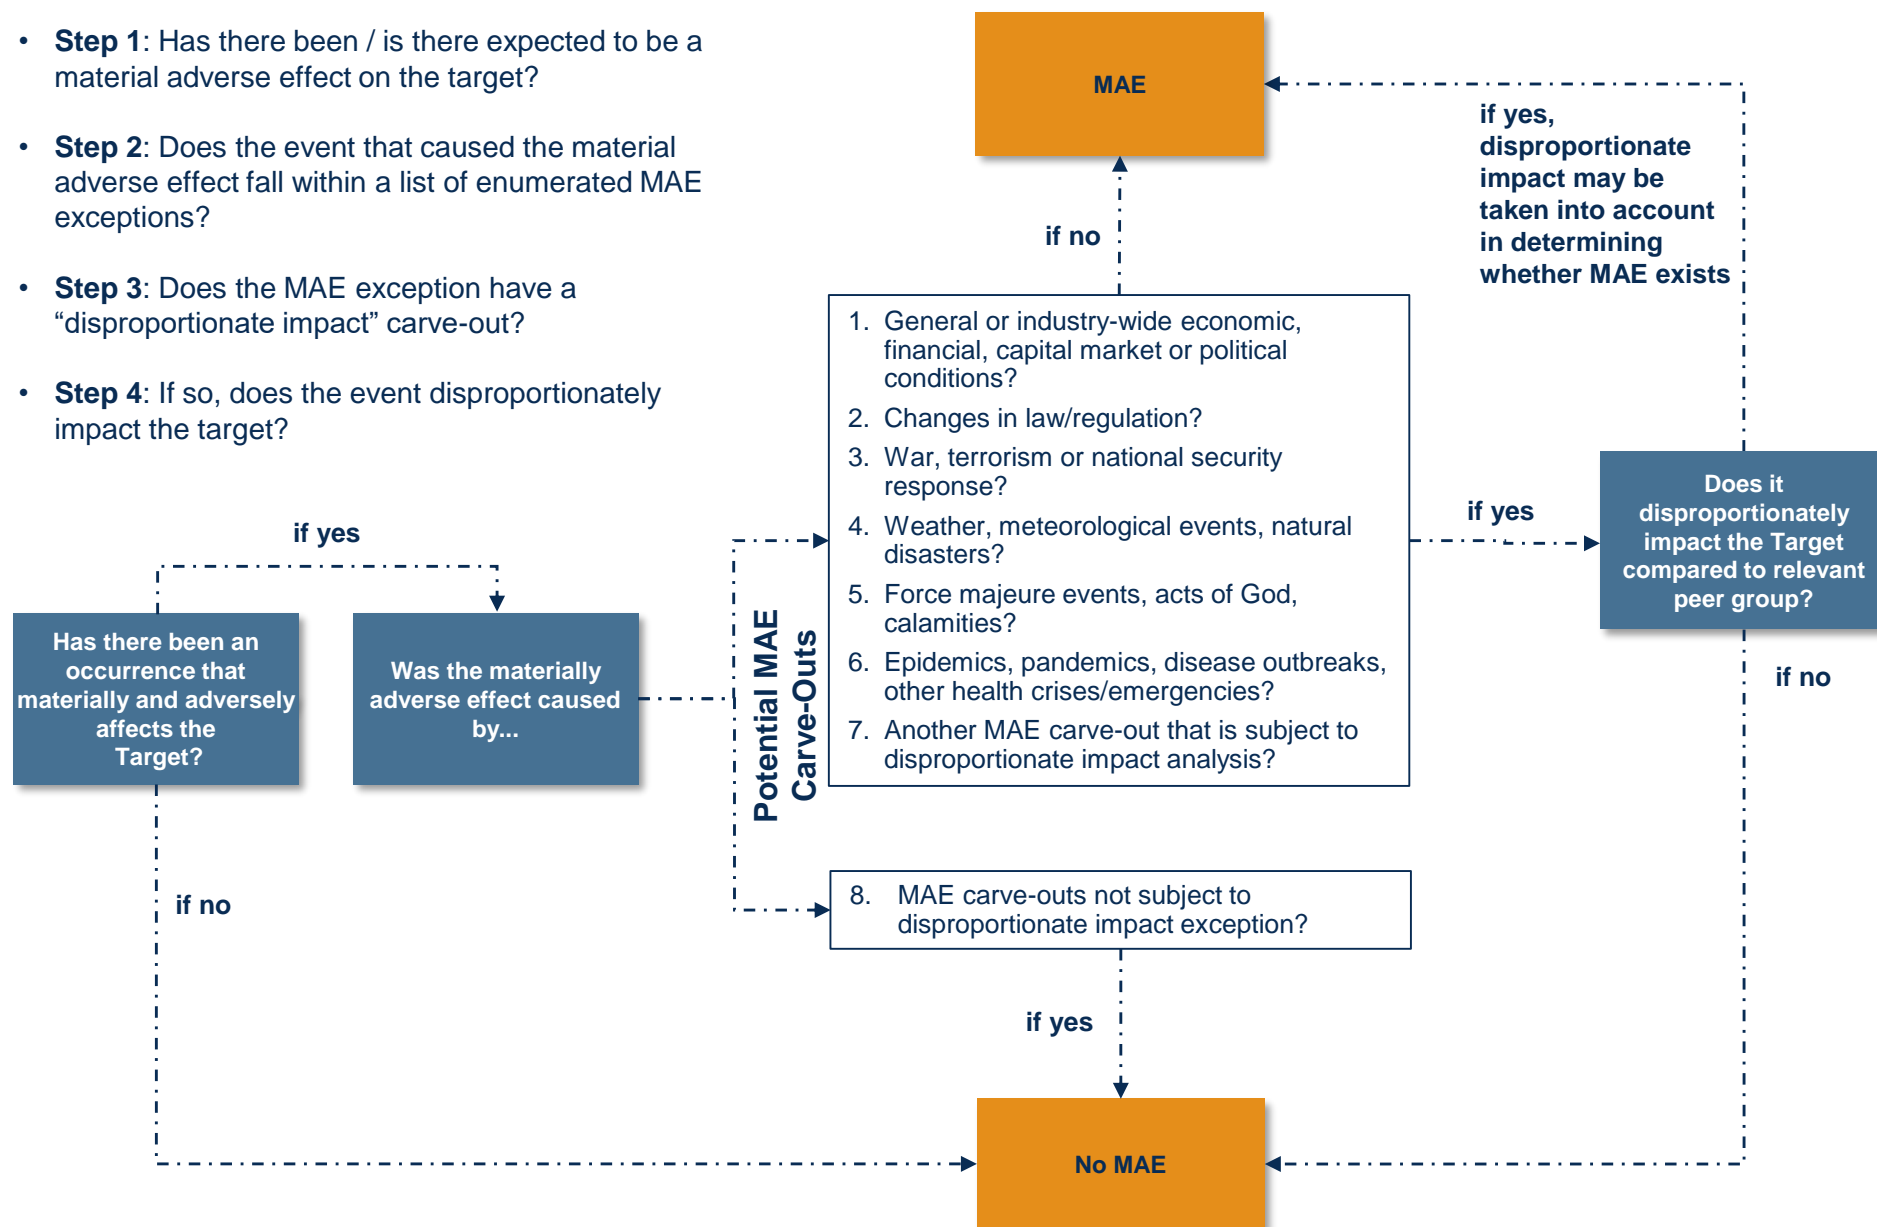 • Step 1: Has there been / is there expected to be a
material adverse effect on the target?
• Step 2: Does the event that caused the material
adverse effect fall within a list of enumerated MAE
exceptions?
• Step 3: Does the MAE exception have a
“disproportionate impact” carve-out?
• Step 4: If so, does the event disproportionately
impact the target?
MAE
if yes,
disproportionate
impact may be
taken into account
in determining
whether MAE exists
if no
1. General or industry-wide economic,
financial, capital market or political
conditions?
2. Changes in law/regulation?
3. War, terrorism or national security
response?
4. Weather, meteorological events, natural
disasters?
5. Force majeure events, acts of God,
calamities?
6. Epidemics, pandemics, disease outbreaks,
other health crises/emergencies?
7. Another MAE carve-out that is subject to
disproportionate impact analysis?
if yes
Does it
disproportionately
impact the Target
compared to relevant
peer group?
if yes
Has there been an
occurrence that
materially and adversely
affects the
Target?
Was the materially
adverse effect caused
by...
Potential MAE
Carve-Outs
if no
if no
8. MAE carve-outs not subject to
disproportionate impact exception?
if yes
No MAE